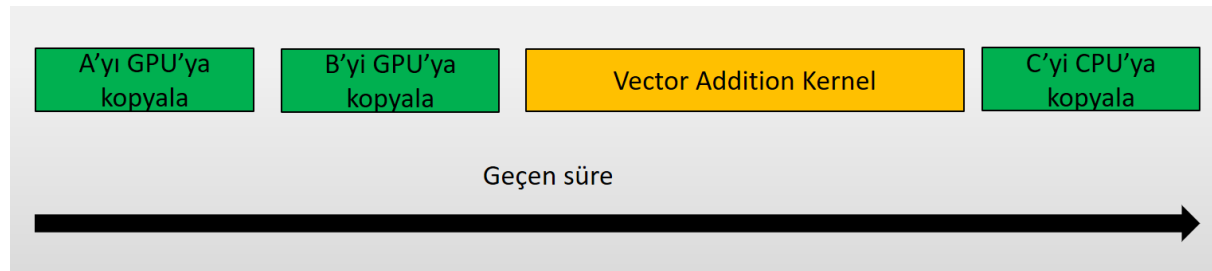 A'yı GPU'ya
kopyala
B'yi GPU'ya
kopyala
Vector Addition Kernel
C'yi CPU'ya
kopyala
Geçen süre